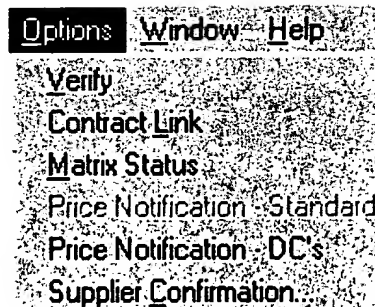 Options Window Help
Verify
Contract Link
Matrix Status
Price Notification - Standard
Price Notification - DC's
Supplier Confirmation...